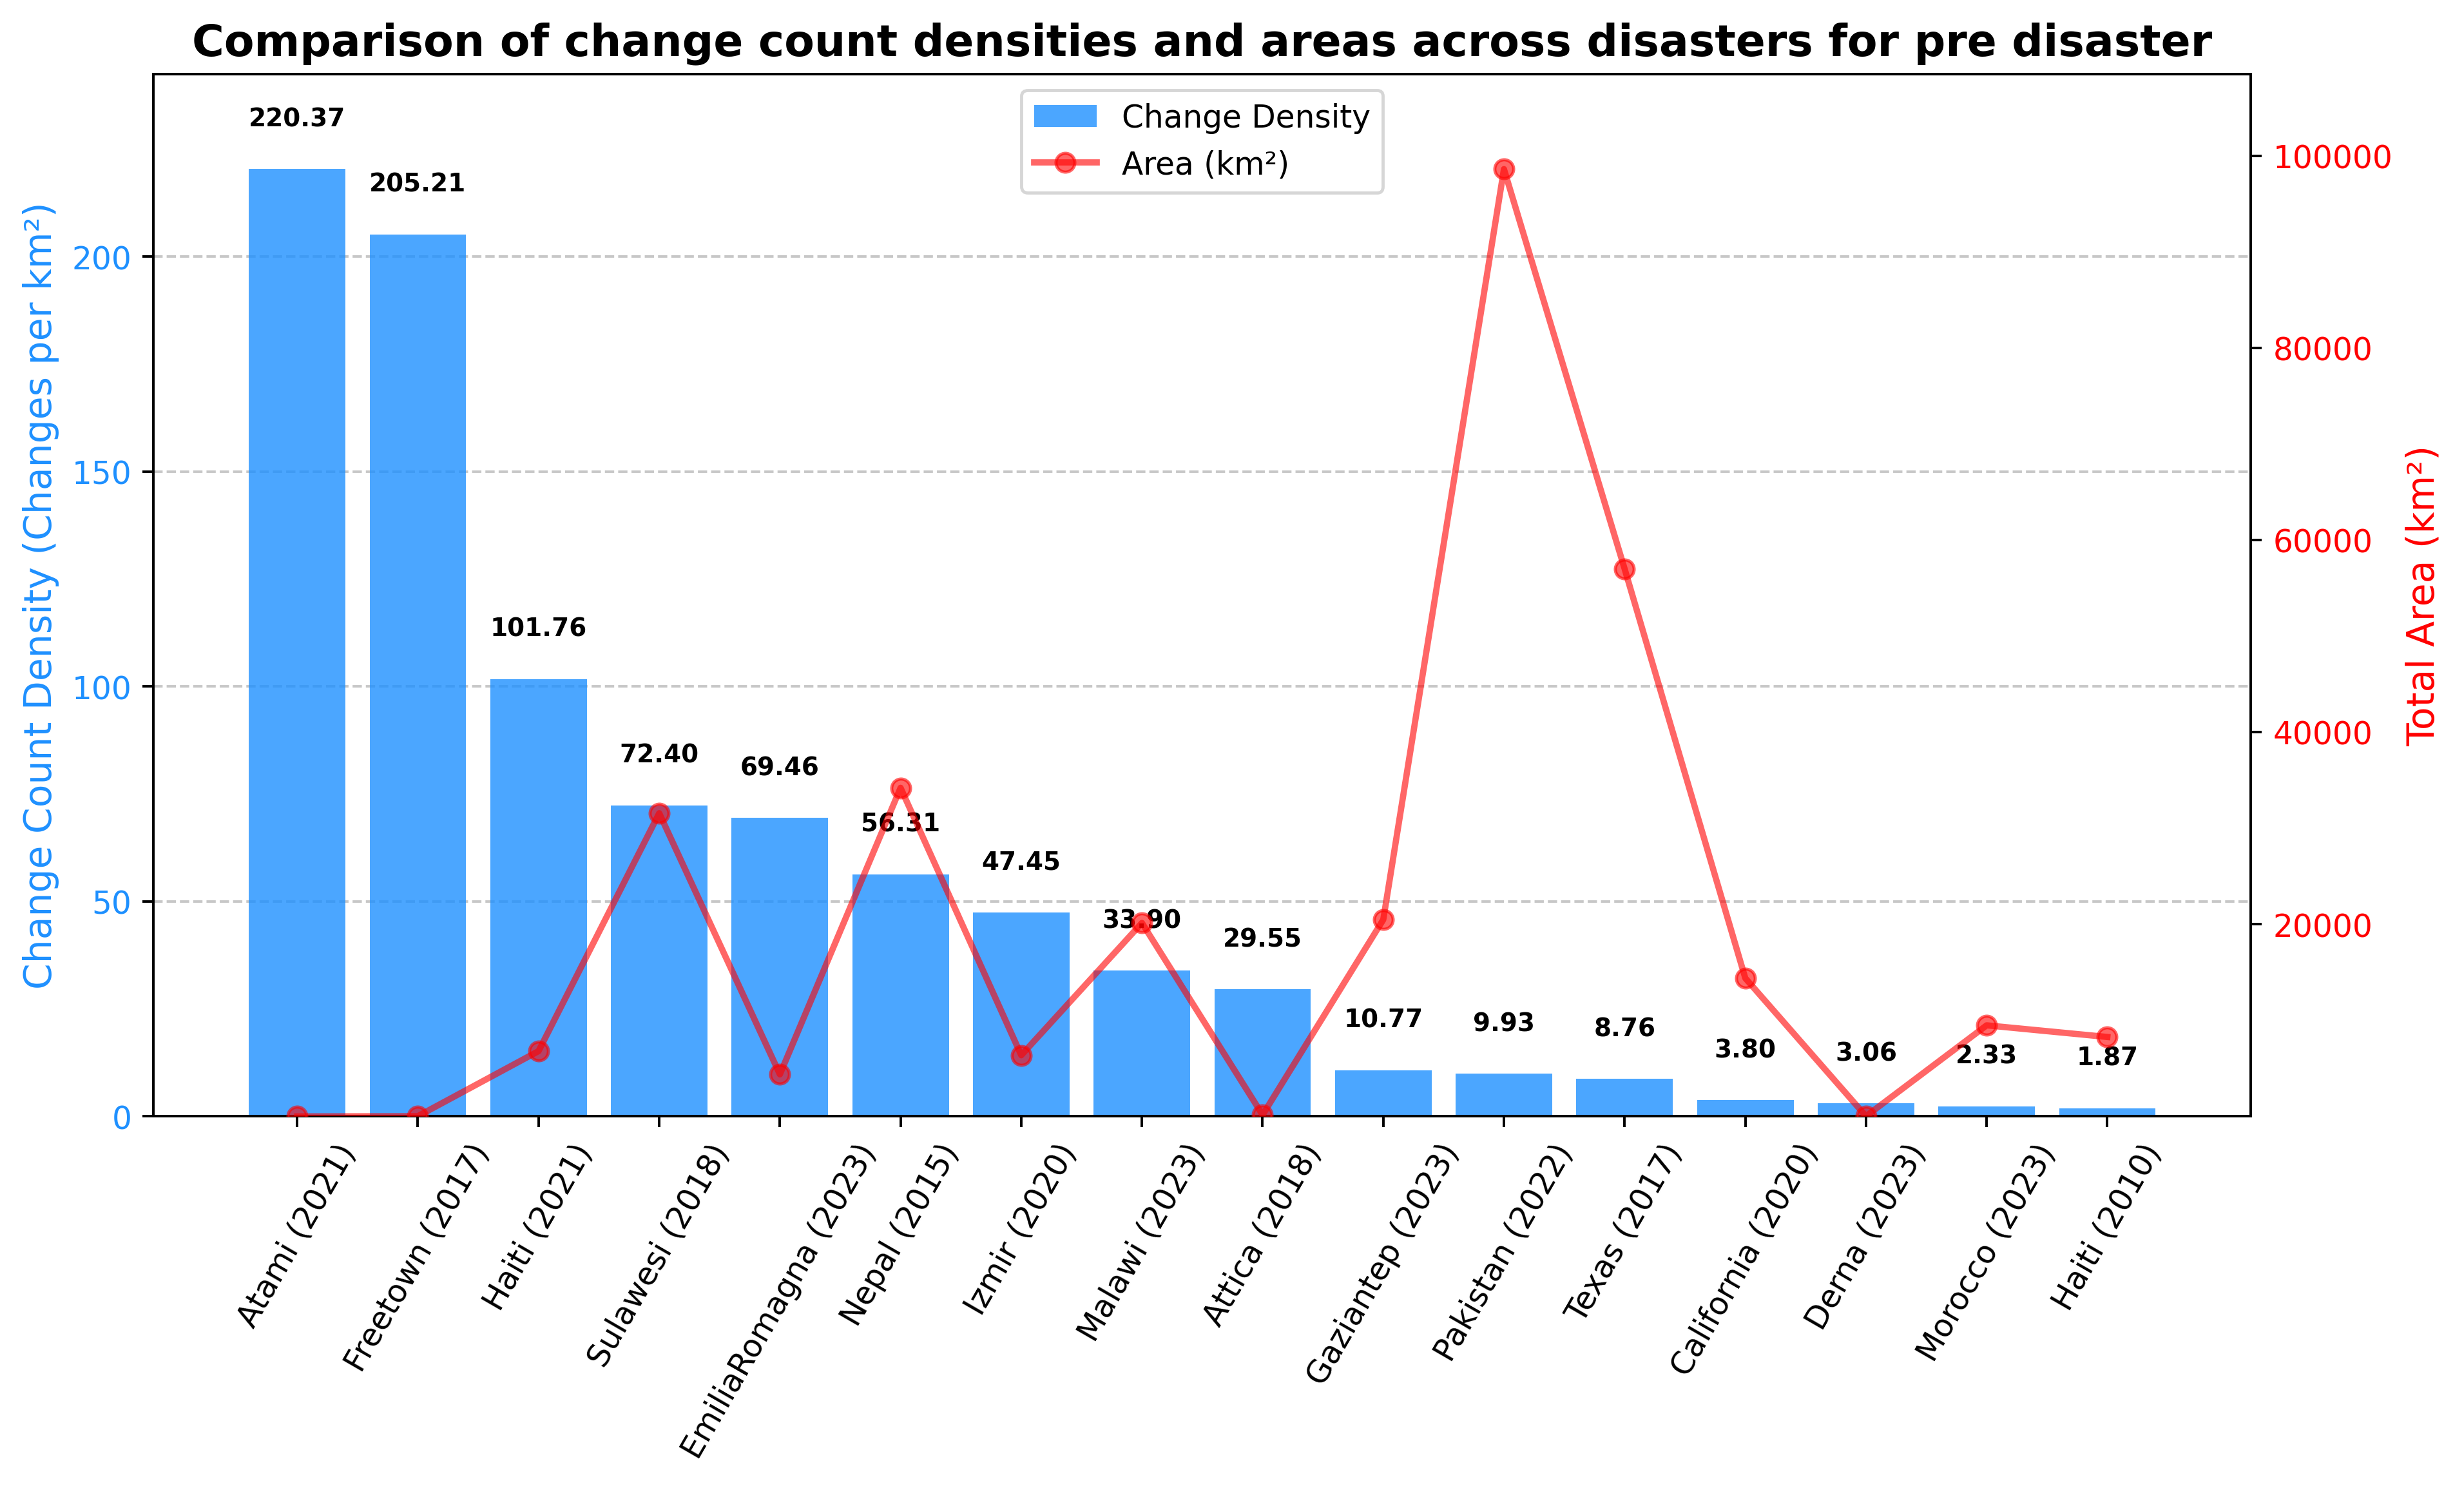 Comparison of change count densities and areas across disasters for pre disaster
Change Density
Area (km²)
Change Count Density (Changes per km²)
200
150
100
50
0
220.37
205.21
101.76
72.40
69.46
56.31
47.45
33.90
29.55
10.77
9.93
8.76
3.80
3.06
2.33
1.87
100000
80000
60000
40000
20000
Total Area (km²)
Atami (2021)
Freetown (2017)
Haiti (2021)
Sulawesi (2018)
EmiliaRomagna (2023)
Nepal (2015)
Izmir (2020)
Malawi (2023)
Attica (2018)
Gaziantep (2023)
Pakistan (2022)
Texas (2017)
California (2020)
Derna (2023)
Morocco (2023)
Haiti (2010)